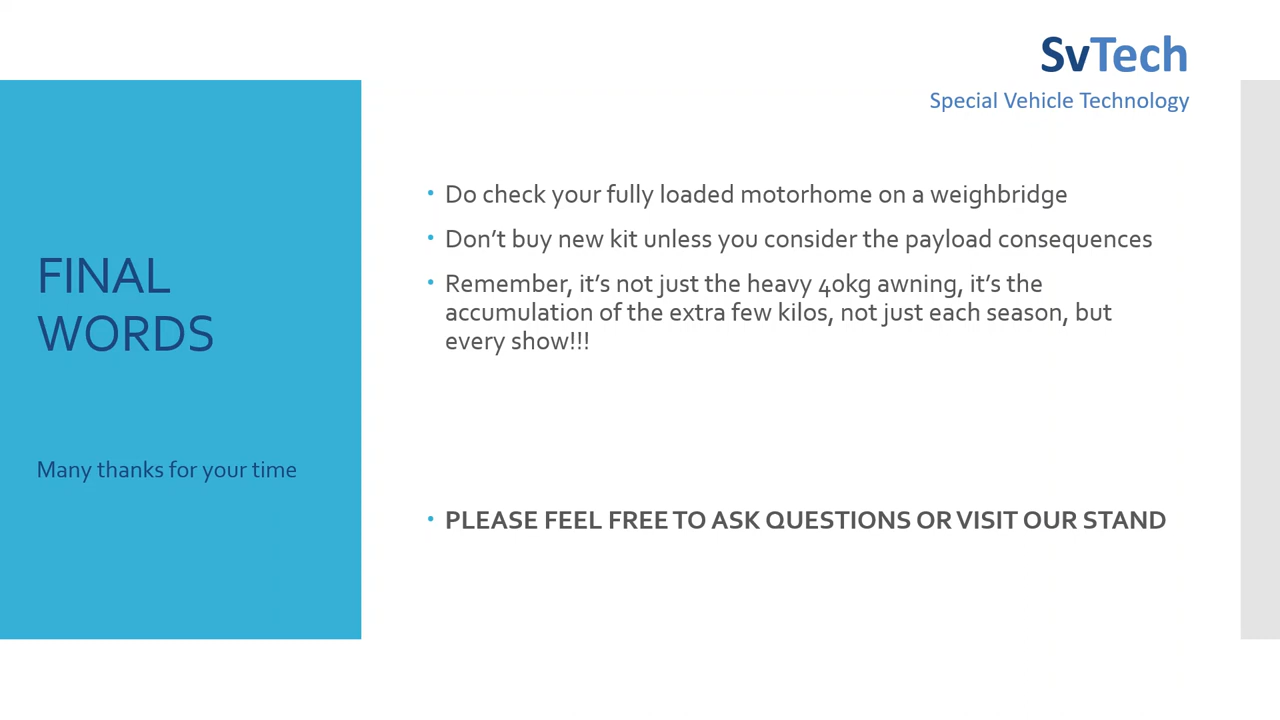 SvTech
Special Vehicle Technology
FINAL
WORDS
Many thanks for your time
• Do check your fully loaded motorhome on a weighbridge
• Don’t buy new kit unless you consider the payload consequences
• Remember, it’s not just the heavy 40kg awning, it’s the
accumulation of the extra few kilos, not just each season, but
every show!!!
• PLEASE FEEL FREE TO ASK QUESTIONS OR VISIT OUR STAND